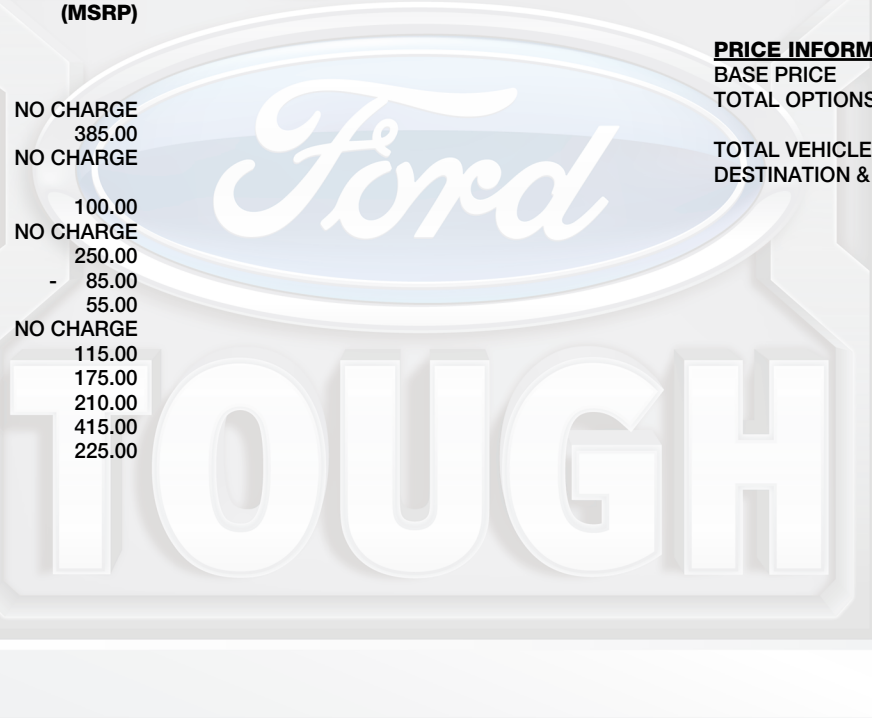 (MSRP)
NO CHARGE
385.00
NO CHARGE
100.00
NO CHARGE
250.00
- 85.00
55.00
NO CHARGE
115.00
175.00
210.00
415.00
225.00
PRICE INFORM
BASE PRICE
TOTAL OPTIONS
TOTAL VEHICLE
DESTINATION &
Ford
TOUGH